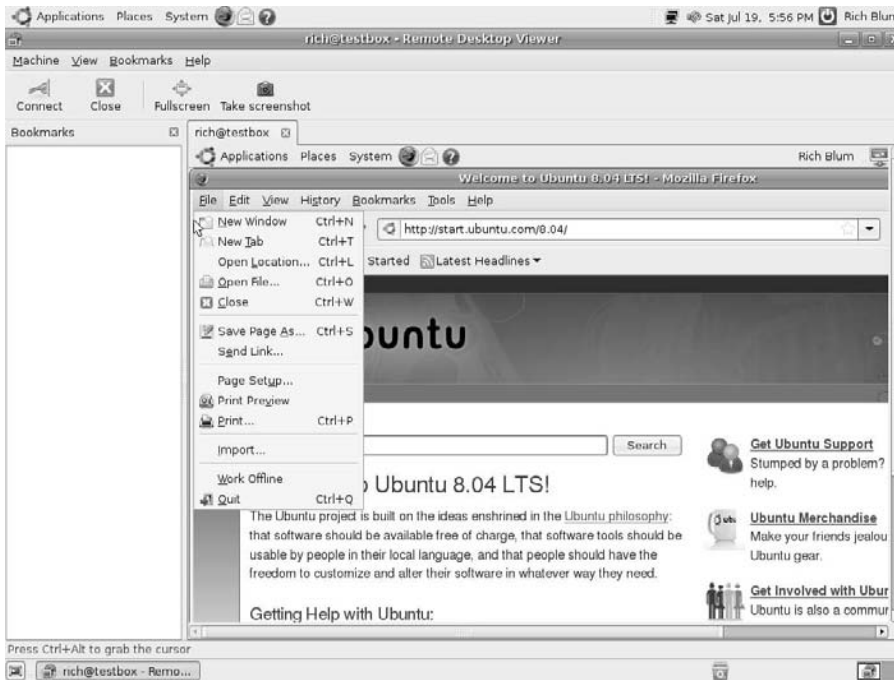 Applications Places System Sat Jul 19, 5:56 PM Rich Blum
rich@testbox - Remote Desktop Viewer
Machine View Bookmarks Help
Connect Close Fullscreen Take screenshot
Bookmarks
rich@testbox
Applications Places System Rich Blum
Welcome to Ubuntu 8.04 LTS! - Mozilla Firefox
File Edit View History Bookmarks Tools Help
New Window Ctrl+N
http://start.ubuntu.com/8.04/
New Tab Ctrl+T
Open Location... Ctrl+L
Started Latest Headlines
Open File... Ctrl+O
Close Ctrl+W
Save Page As... Ctrl+S
Send Link...
Page Setup...
Print Preview
Print... Ctrl+P
Import...
Work Offline
Quit Ctrl+Q
untu
Search
Ubuntu 8.04 LTS!
The Ubuntu project is built on the ideas enshrined in the Ubuntu philosophy:
that software should be available free of charge, that software tools should be
usable by people in their local language, and that people should have the
freedom to customize and alter their software in whatever way they need.
Getting Help with Ubuntu:
Get Ubuntu Support
Stumped by a problem?
help.
Ubuntu Merchandise
Make your friends jealou
Ubuntu gear.
Get Involved with Ubur
Ubuntu is also a commur
Press Ctrl+Alt to grab the cursor
rich@testbox - Remo...